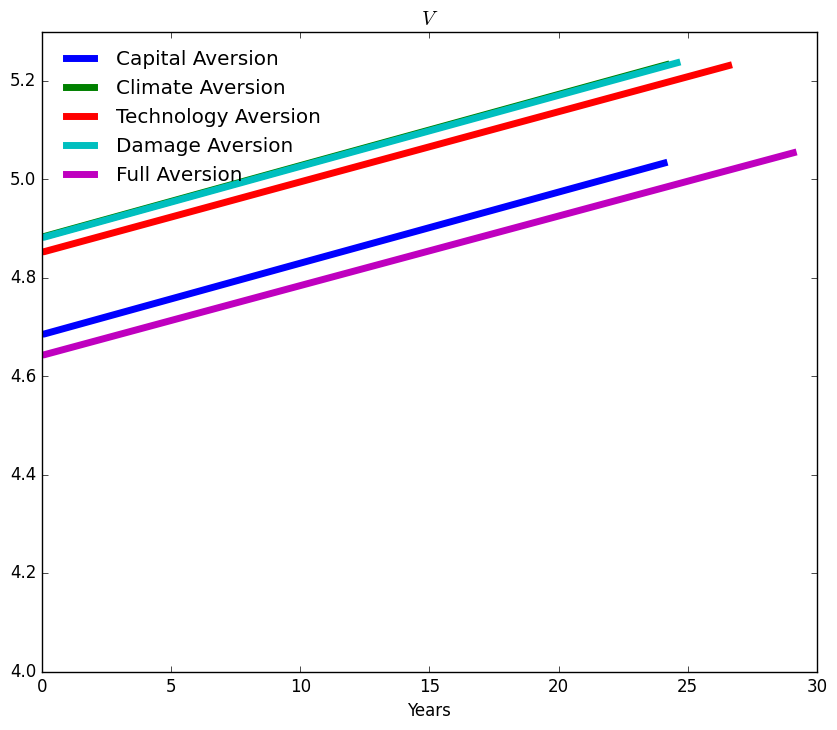 V
5.2
5.0
4.8
4.6
4.4
4.2
4.0
Capital Aversion
Climate Aversion
Technology Aversion
Damage Aversion
Full Aversion
0 5 10 15 20 25 30
Years